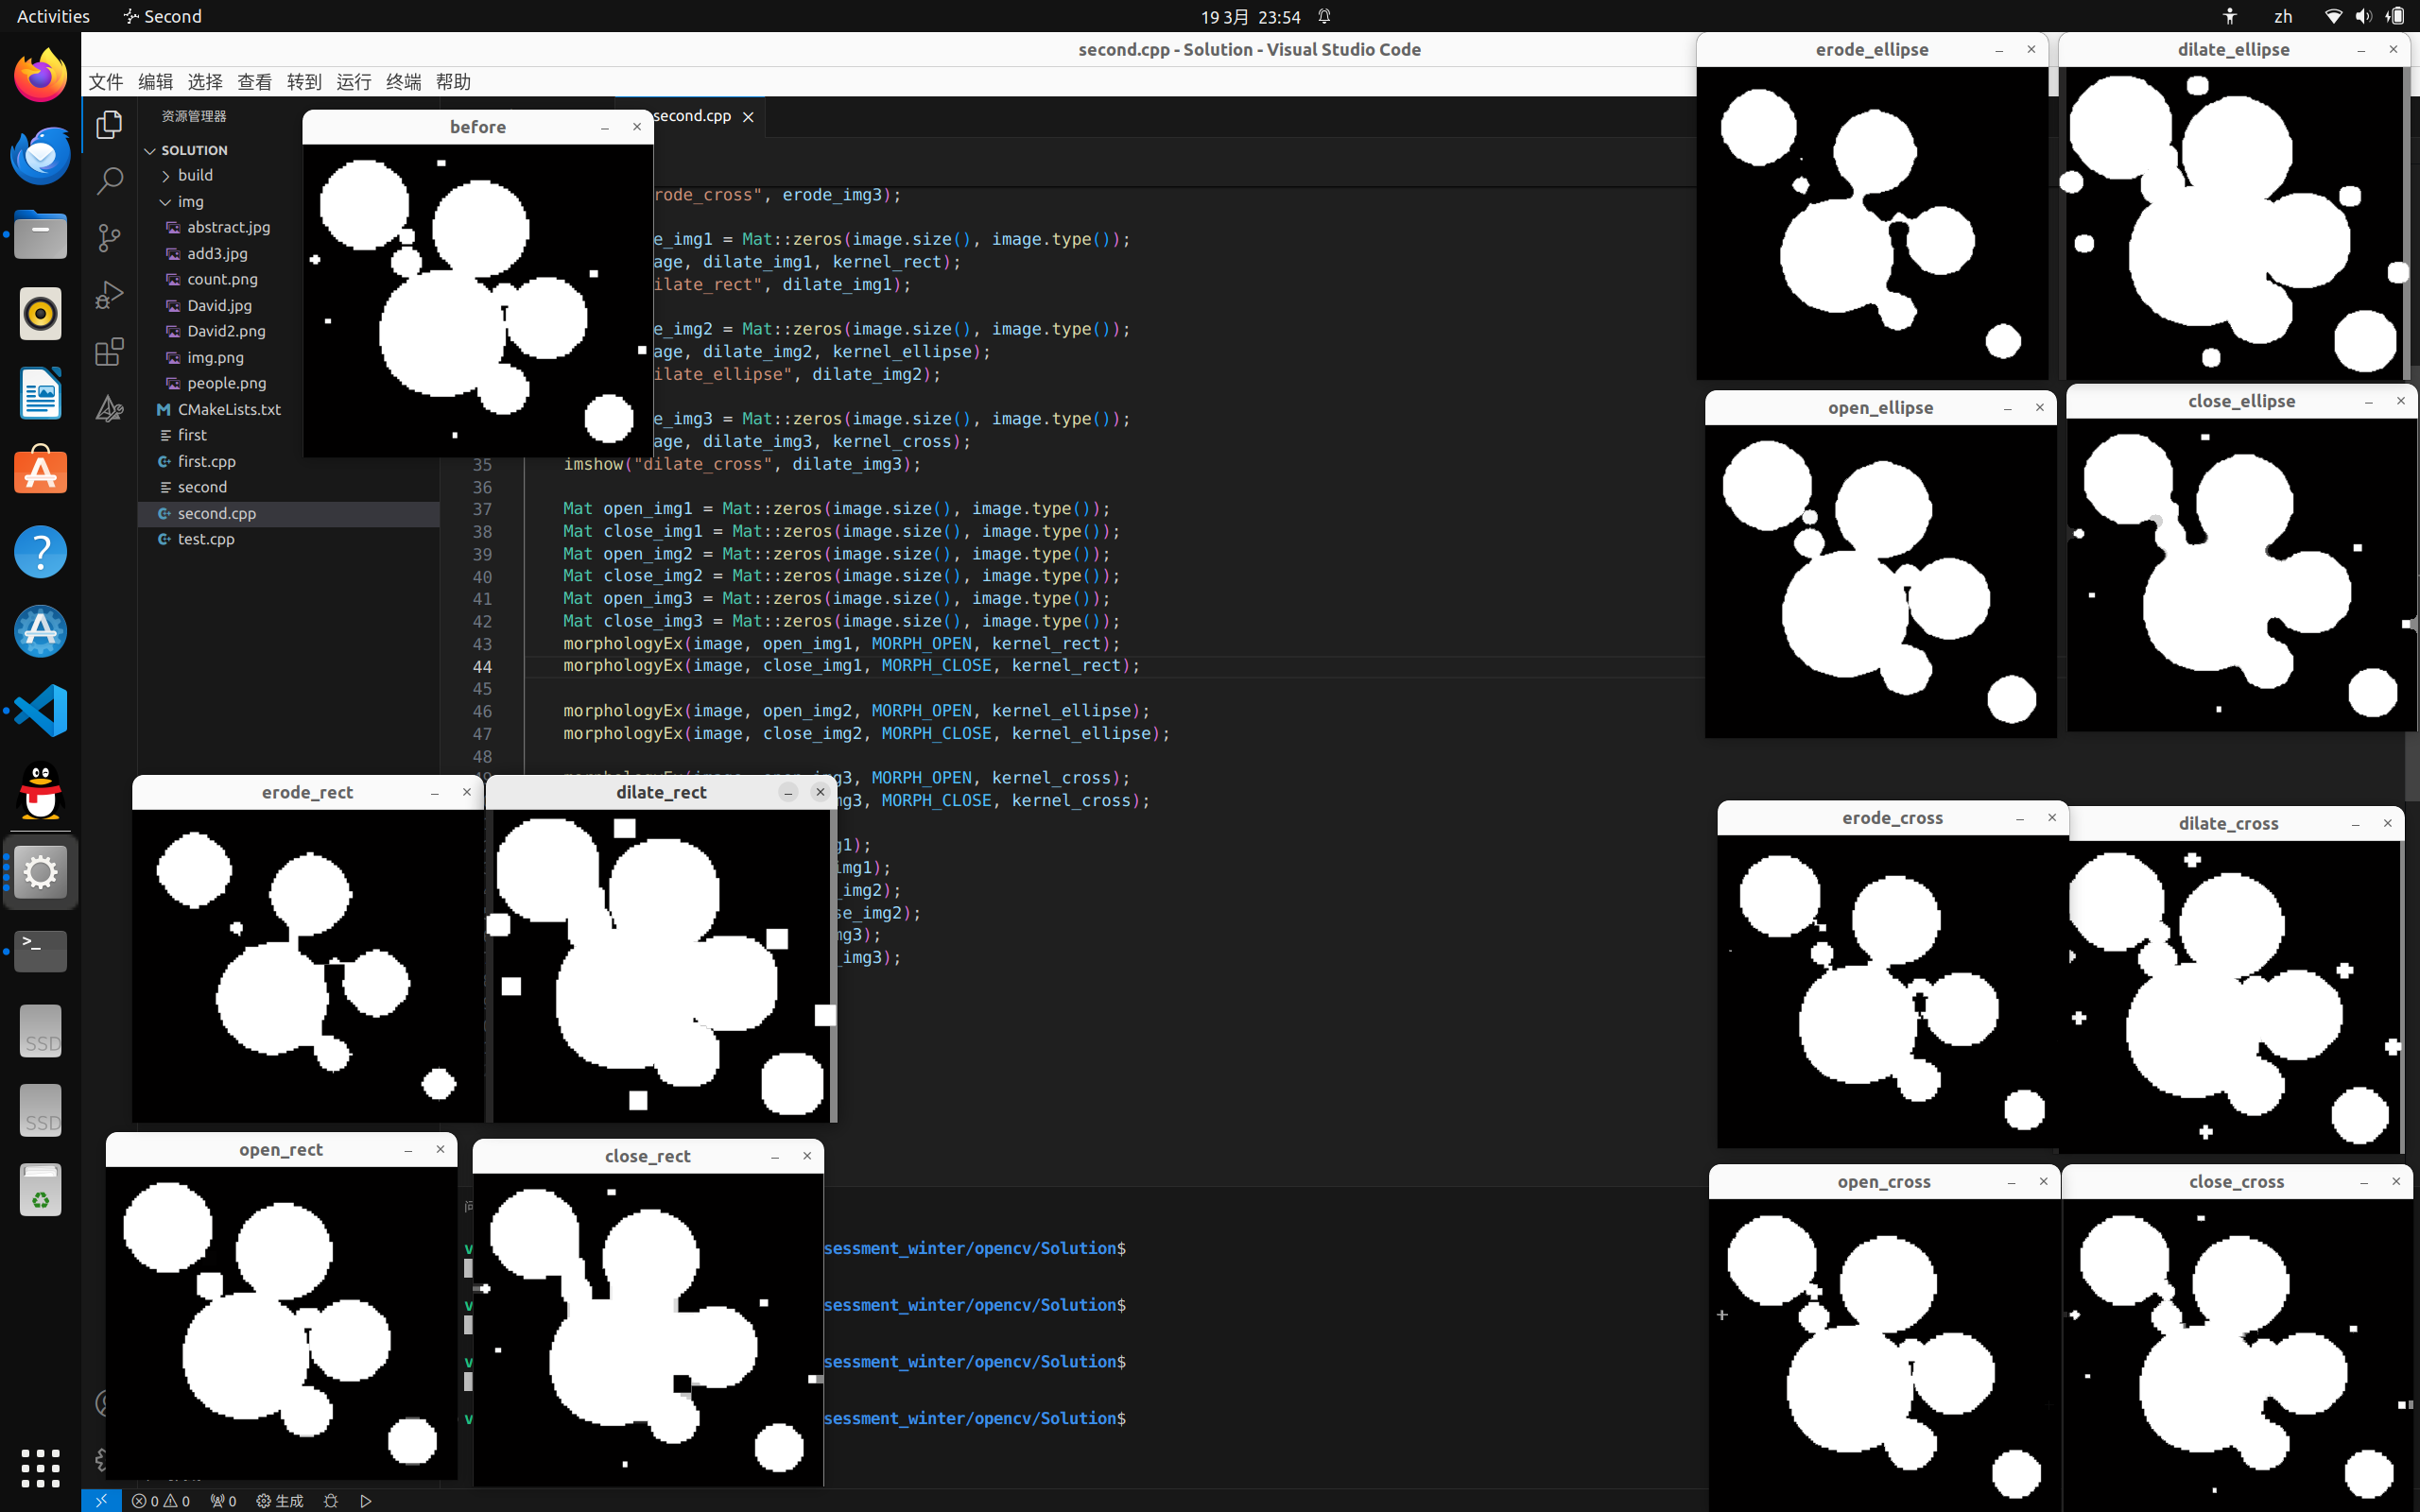 Activities
Second
19 3月 23:54
zh
second.cpp - Solution - Visual Studio Code
文件 编辑 选择 查看 转到 运行 终端 帮助
资源管理器
SOLUTION
build
img
abstract.jpg
add3.jpg
count.png
David.jpg
David2.png
img.png
people.png
CMakeLists.txt
first
first.cpp
second
second.cpp
test.cpp
second.cpp
before
rode_cross", erode_img3);
e_img1 = Mat::zeros(image.size(), image.type());
age, dilate_img1, kernel_rect);
ilate_rect", dilate_img1);
e_img2 = Mat::zeros(image.size(), image.type());
age, dilate_img2, kernel_ellipse);
ilate_ellipse", dilate_img2);
e_img3 = Mat::zeros(image.size(), image.type());
age, dilate_img3, kernel_cross);
35 imshow("dilate_cross", dilate_img3);
36
37 Mat open_img1 = Mat::zeros(image.size(), image.type());
38 Mat close_img1 = Mat::zeros(image.size(), image.type());
39 Mat open_img2 = Mat::zeros(image.size(), image.type());
40 Mat close_img2 = Mat::zeros(image.size(), image.type());
41 Mat open_img3 = Mat::zeros(image.size(), image.type());
42 Mat close_img3 = Mat::zeros(image.size(), image.type());
43 morphologyEx(image, open_img1, MORPH_OPEN, kernel_rect);
44 morphologyEx(image, close_img1, MORPH_CLOSE, kernel_rect);
45
46 morphologyEx(image, open_img2, MORPH_OPEN, kernel_ellipse);
47 morphologyEx(image, close_img2, MORPH_CLOSE, kernel_ellipse);
48
g3, MORPH_OPEN, kernel_cross);
mg3, MORPH_CLOSE, kernel_cross);
g1);
img1);
_img2);
se_img2);
mg3);
_img3);
erode_ellipse
dilate_ellipse
open_ellipse
close_ellipse
erode_rect
dilate_rect
erode_cross
dilate_cross
open_rect
close_rect
open_cross
close_cross
sessment_winter/opencv/Solution$
sessment_winter/opencv/Solution$
sessment_winter/opencv/Solution$
sessment_winter/opencv/Solution$
SSD
SSD
0 0 0 生成